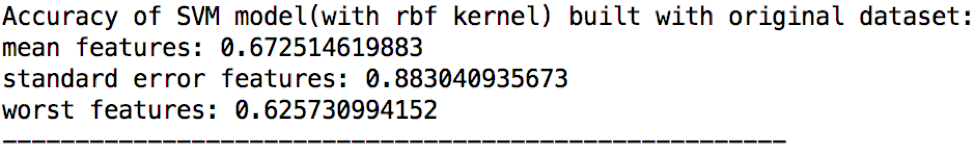 Accuracy of SVM model(with rbf kernel) built with original dataset:
mean features: 0.672514619883
standard error features: 0.883040935673
worst features: 0.625730994152
------------------------------------------------------